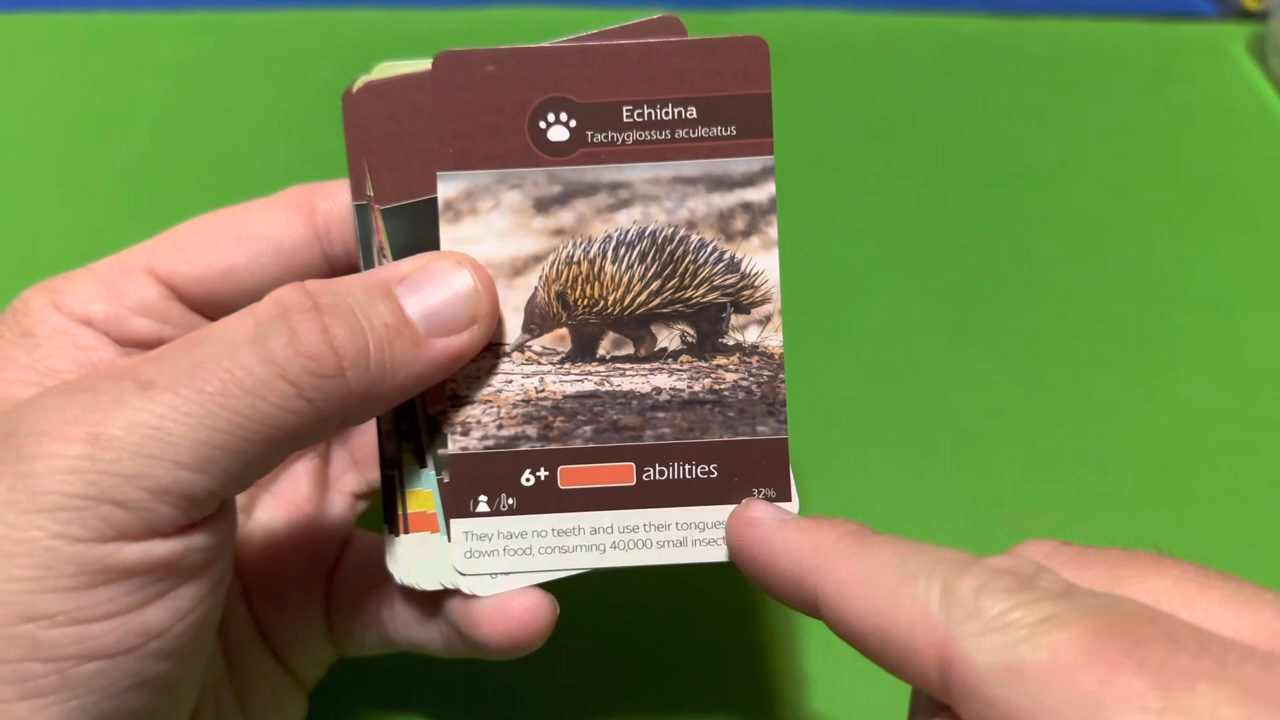 Echidna
Tachyglossus aculeatus
6+ abilities
( / )
32%
They have no teeth and use their tongues
down food, consuming 40,000 small insect